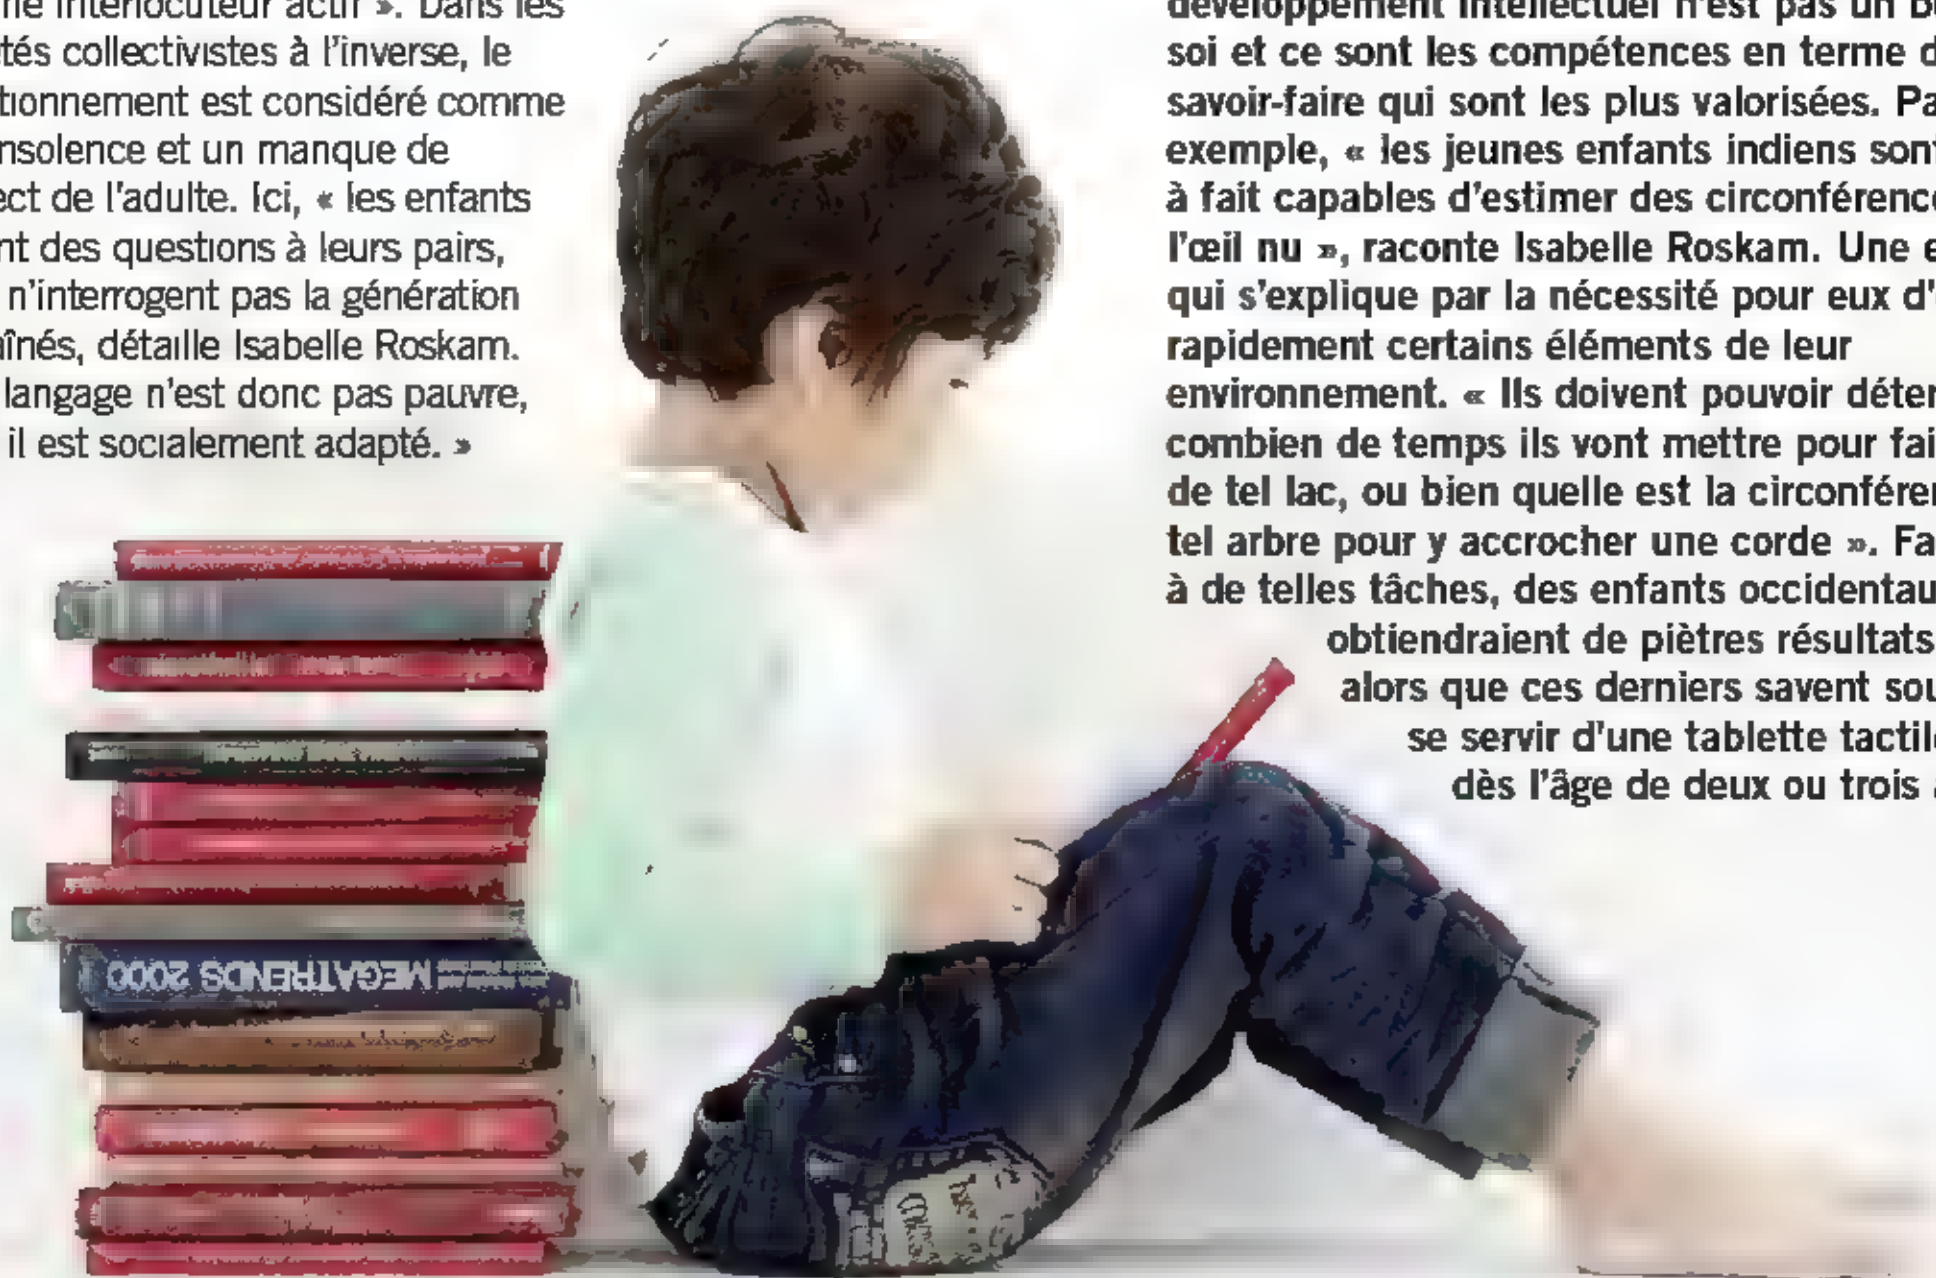 interlocuteur actif ». Dans les
tés collectivistes à l'inverse, le
tionnement est considéré comme
nsolence et un manque de
ect de l'adulte. Ici, « les enfants
nt des questions à leurs pairs,
n'interrogent pas la génération
aînés, détaille Isabelle Roskam.
langage n'est donc pas pauvre,
il est socialement adapté. »
développement intellectuel n'est pas un
soi et ce sont les compétences en terme d
savoir-faire qui sont les plus valorisées. Pa
exemple, « les jeunes enfants indiens sont
à fait capables d'estimer des circonférence
l'œil nu », raconte Isabelle Roskam. Une e
qui s'explique par la nécessité pour eux d'
rapidement certains éléments de leur
environnement. « Ils doivent pouvoir déter
combien de temps ils vont mettre pour fai
de tel lac, ou bien quelle est la circonféren
tel arbre pour y accrocher une corde ». Fa
à de telles tâches, des enfants occidentau
obtiendraient de piètres résultats
alors que ces derniers savent sou
se servir d'une tablette tactile
dès l'âge de deux ou trois a
MEGATRENDS 2000